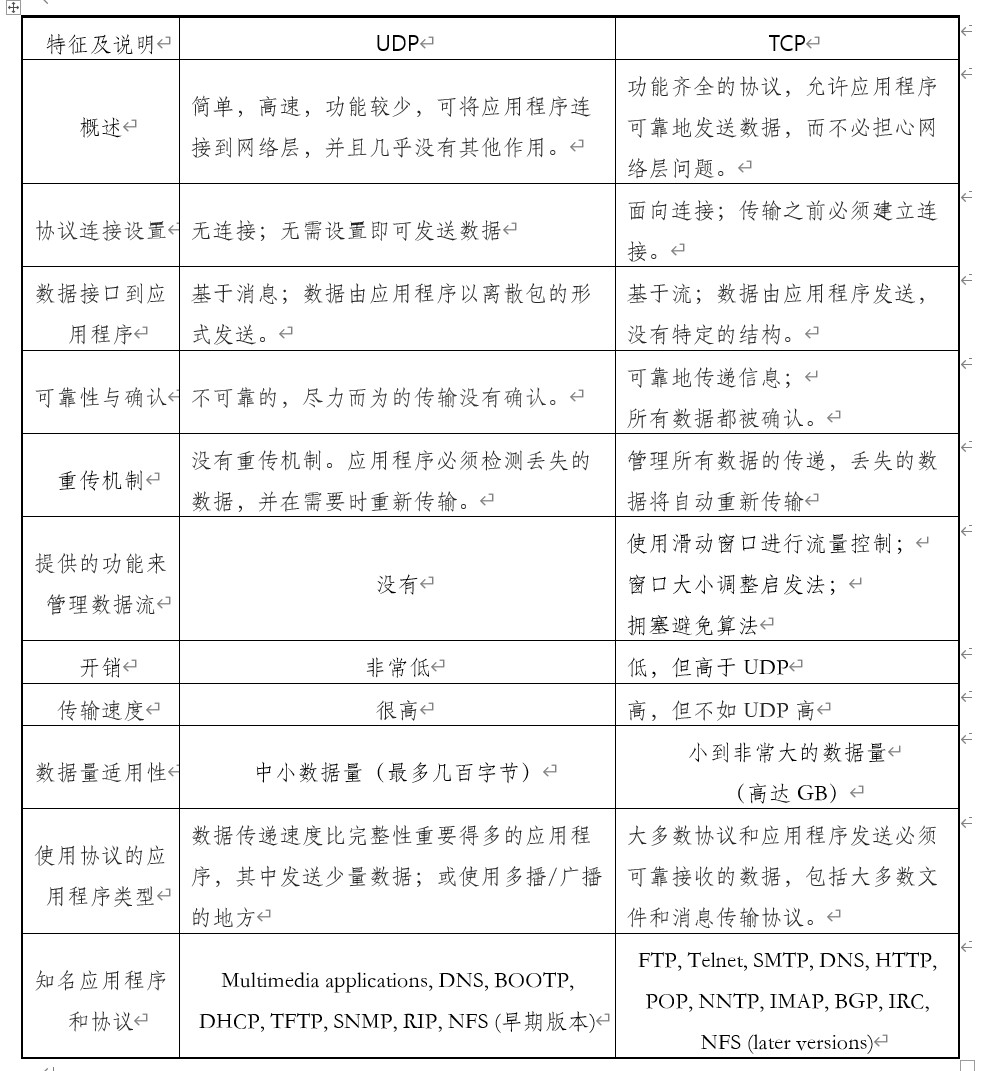 特征及说明 UDP TCP
概述
简单，高速，功能较少，可将应用程序连
接到网络层，并且几乎没有其他作用。
功能齐全的协议，允许应用程序
可靠地发送数据，而不必担心网
络层问题。
协议连接设置
无连接；无需设置即可发送数据
面向连接；传输之前必须建立连
接。
数据接口到应
用程序
基于消息；数据由应用程序以离散包的形
式发送。
基于流；数据由应用程序发送，
没有特定的结构。
可靠性与确认
不可靠的，尽力而为的传输没有确认。
可靠地传递信息；
所有数据都被确认。
重传机制
没有重传机制。应用程序必须检测丢失的
数据，并在需要时重新传输。
管理所有数据的传递，丢失的数
据将自动重新传输
提供的功能来
管理数据流
没有
使用滑动窗口进行流量控制；
窗口大小调整启发法；
拥塞避免算法
开销
非常低
低，但高于 UDP
传输速度
很高
高，但不如 UDP 高
数据量适用性
中小数据量（最多几百字节）
小到非常大的数据量
（高达 GB）
使用协议的应
用程序类型
数据传递速度比完整性重要得多的应用程
序，其中发送少量数据；或使用多播/广播
的地方
大多数协议和应用程序发送必须
可靠接收的数据，包括大多数文
件和消息传输协议。
知名应用程序
和协议
Multimedia applications, DNS, BOOTP,
DHCP, TFTP, SNMP, RIP, NFS (早期版本)
FTP, Telnet, SMTP, DNS, HTTP,
POP, NNTP, IMAP, BGP, IRC,
NFS (later versions)